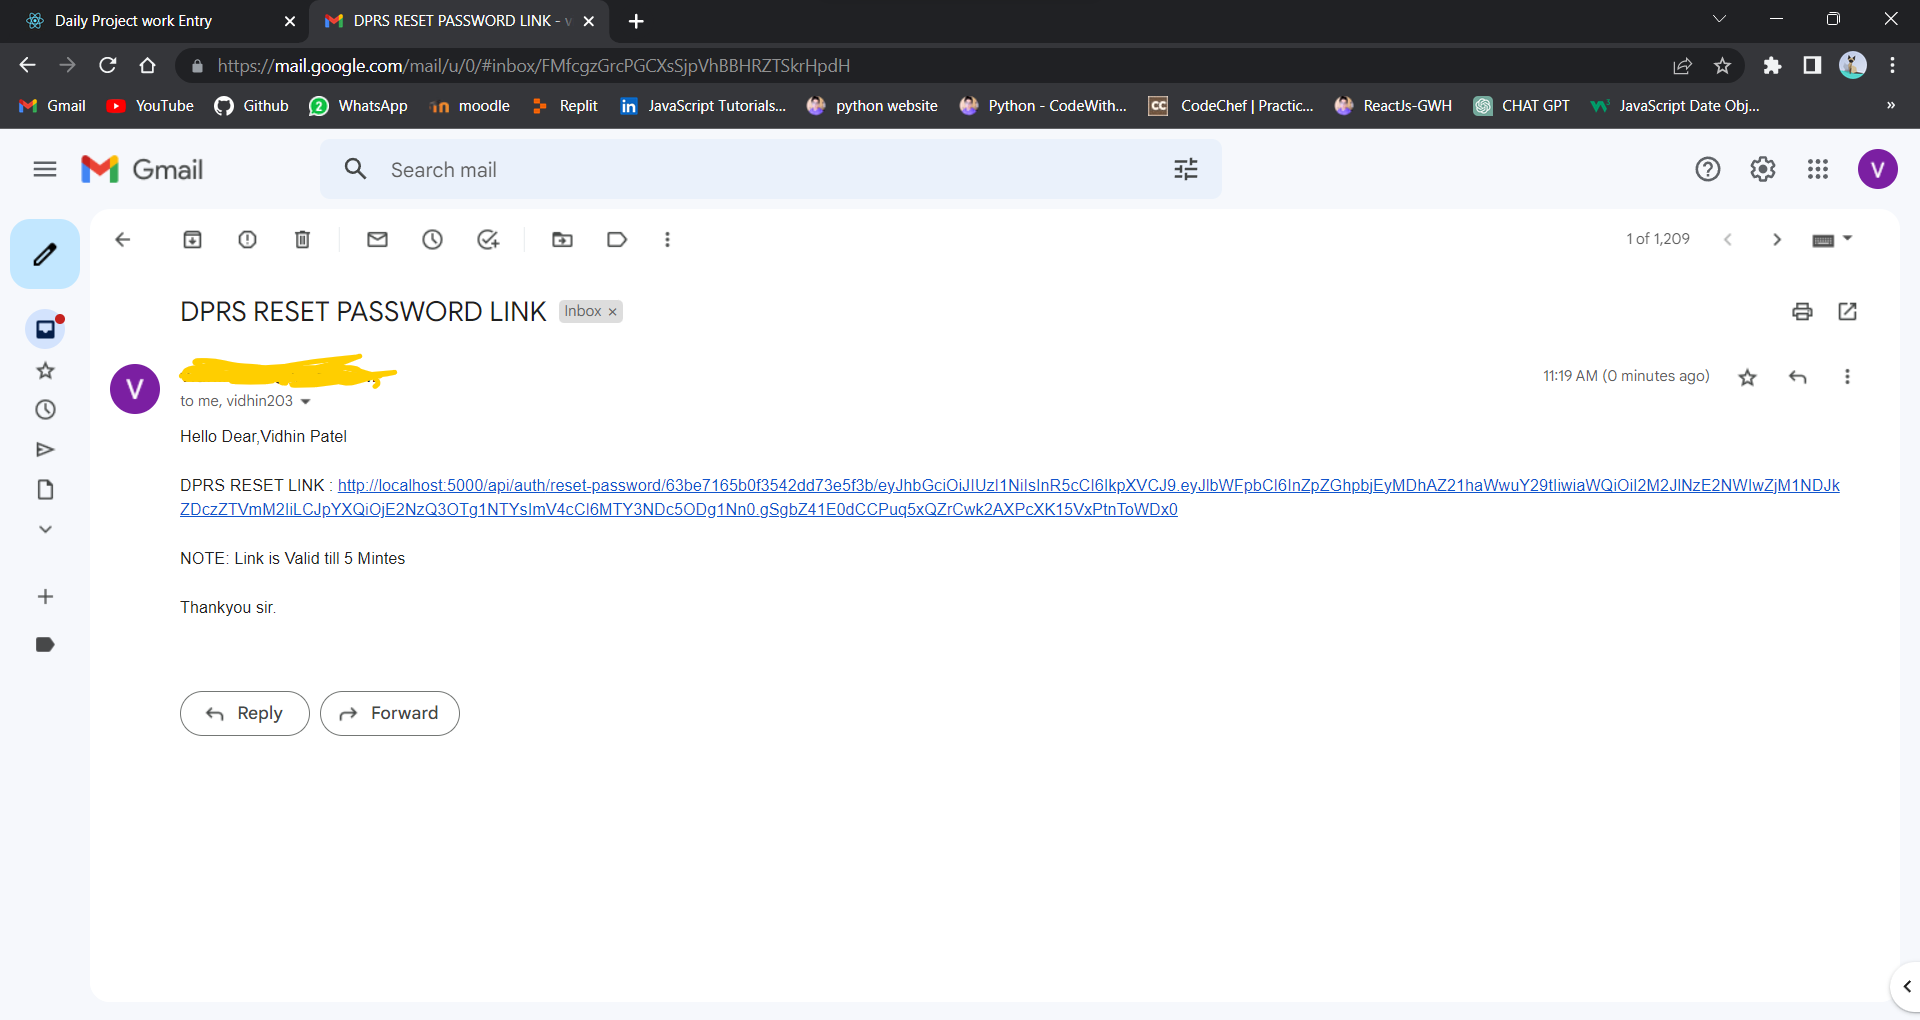 Daily Project work Entry
DPRS RESET PASSWORD LINK - v
https://mail.google.com/mail/u/0/#inbox/FMfcgzGrcPGCXsSjpVhBBHRZTSkrHpdH
Gmail YouTube Github WhatsApp moodle Replit JavaScript Tutorials... python website Python - CodeWith... CodeChef | Practic... ReactJs-GWH CHAT GPT JavaScript Date Obj... »
Gmail
Search mail
V
1 of 1,209
DPRS RESET PASSWORD LINK Inbox ×
V
11:19 AM (0 minutes ago)
to me, vidhin203
Hello Dear,Vidhin Patel
DPRS RESET LINK : http://localhost:5000/api/auth/reset-password/63be7165b0f3542dd73e5f3b/eyJhbGciOiJIUzI1NiIsInR5cCI6IkpXVCJ9.eyJlbWFpbCI6InZpZGhpbjEyMDhAZ21haWwuY29tIiwiaWQiOiI2M2JlNzE2NWIwZjM1NDJk
ZDczZTVmM2IiLCJpYXQiOjE2NzQ3OTg1NTYsImV4cCI6MTY3NDc5ODg1Nn0.gSgbZ41E0dCCPuq5xQZrCwk2AXPcXK15VxPtnToWDx0
NOTE: Link is Valid till 5 Mintes
Thankyou sir.
Reply Forward